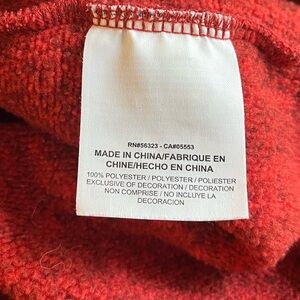 RN#56323 - CA#05553
MADE IN CHINA/FABRIQUE EN
CHINE/HECHO EN CHINA
100% POLYESTER / POLYESTER / POLIESTER
EXCLUSIVE OF DECORATION / DECORATION
NON COMPRISE / NO INCLUYE LA
DECORACION